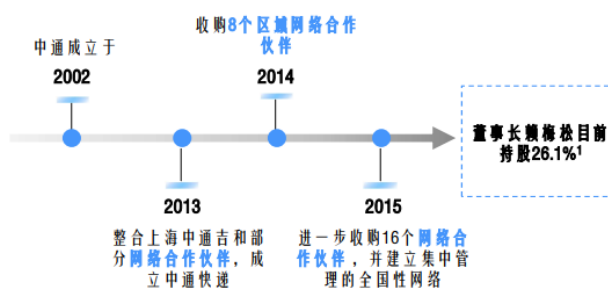 收购8个区域网络合作
伙伴
中通成立于
2002
2014
董事长赖梅松目前
持股26.1%¹
2013
2015
整合上海中通吉和部
分网络合作伙伴，成
立中通快递
进一步收购16个网络合
作伙伴，并建立集中管
理的全国性网络